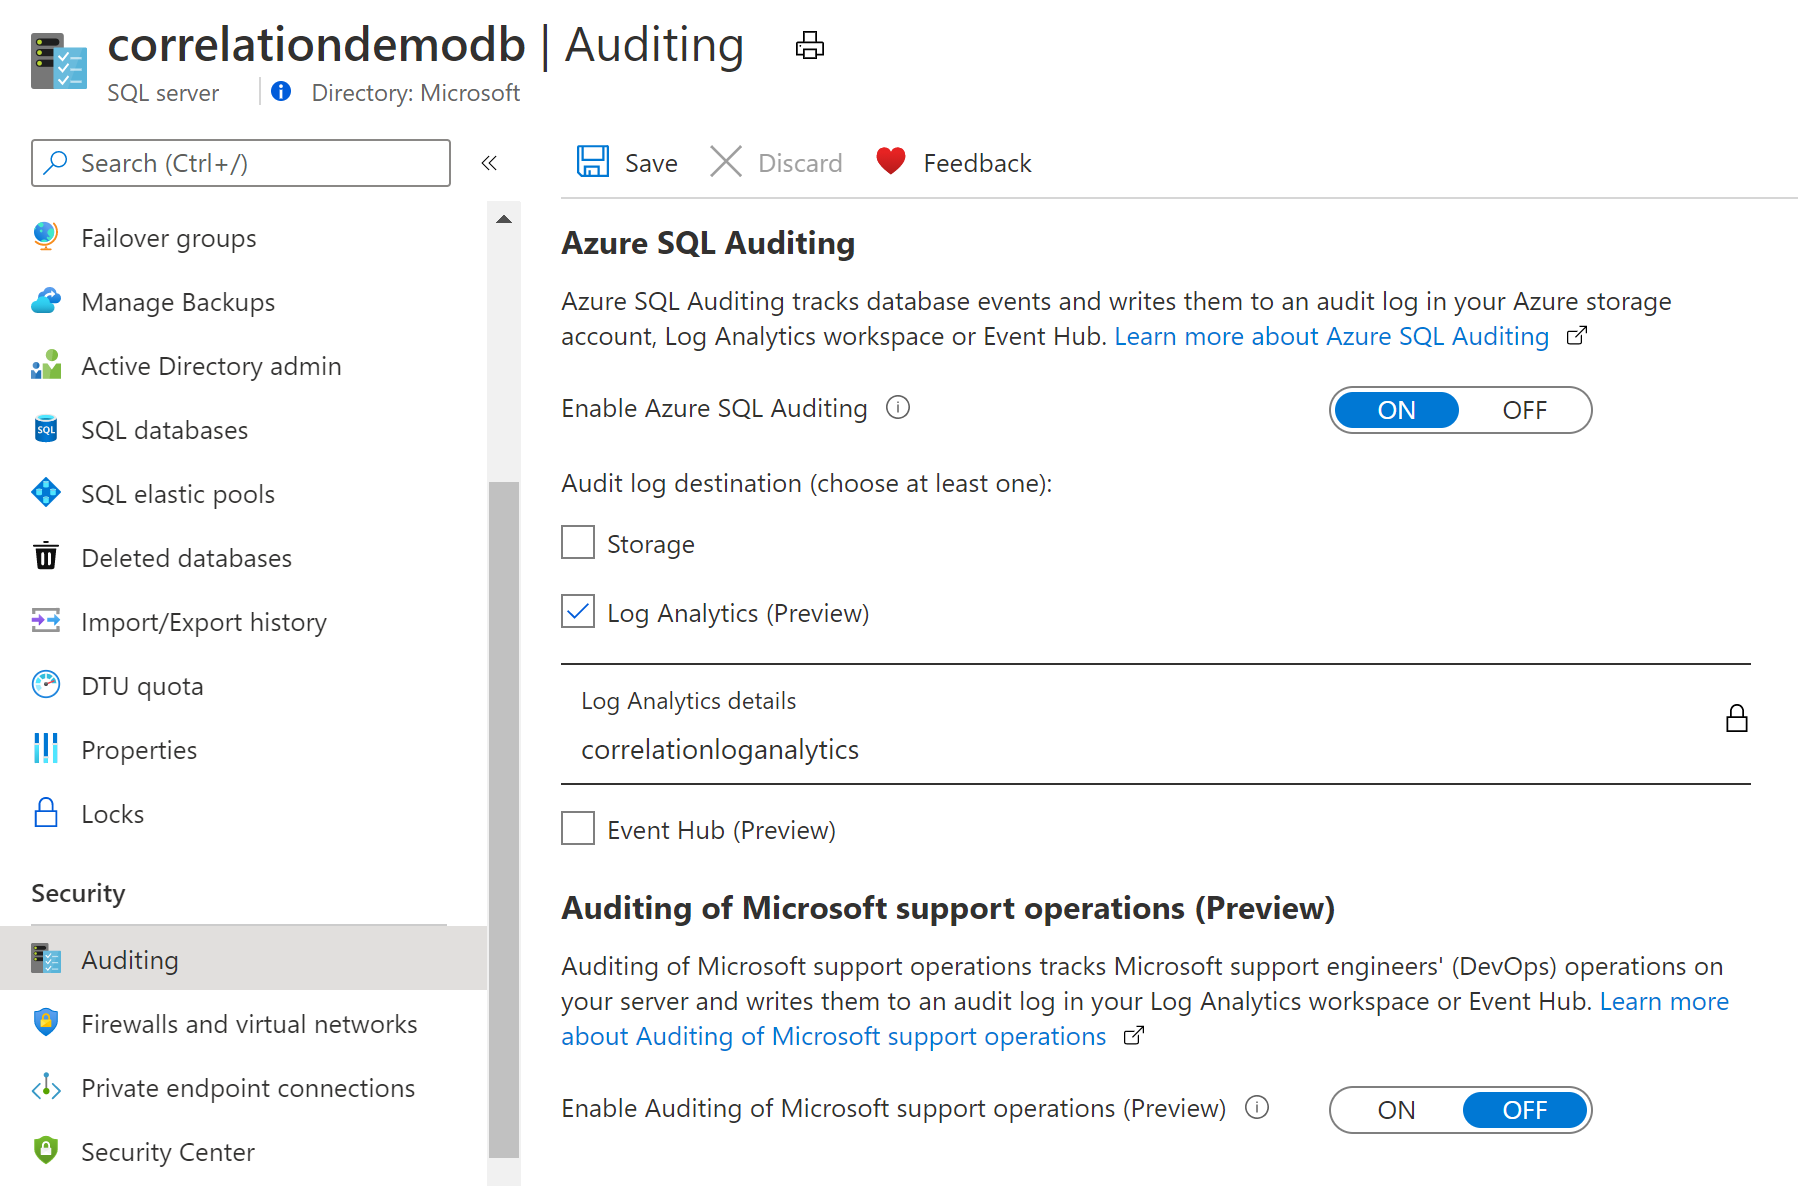 correlationdemodb | Auditing
SQL server
Directory: Microsoft
Search (Ctrl+/)
«
Failover groups
Manage Backups
Active Directory admin
SQL
SQL databases
SQL elastic pools
Deleted databases
Import/Export history
DTU quota
Properties
Locks
Security
Auditing
Firewalls and virtual networks
Private endpoint connections
Security Center
Save
Discard
Feedback
Azure SQL Auditing
Azure SQL Auditing tracks database events and writes them to an audit log in your Azure storage
account, Log Analytics workspace or Event Hub. Learn more about Azure SQL Auditing
Enable Azure SQL Auditing
ON OFF
Audit log destination (choose at least one):
Storage
Log Analytics (Preview)
Log Analytics details
correlationloganalytics
Event Hub (Preview)
Auditing of Microsoft support operations (Preview)
Auditing of Microsoft support operations tracks Microsoft support engineers' (DevOps) operations on
your server and writes them to an audit log in your Log Analytics workspace or Event Hub. Learn more
about Auditing of Microsoft support operations
Enable Auditing of Microsoft support operations (Preview)
ON OFF